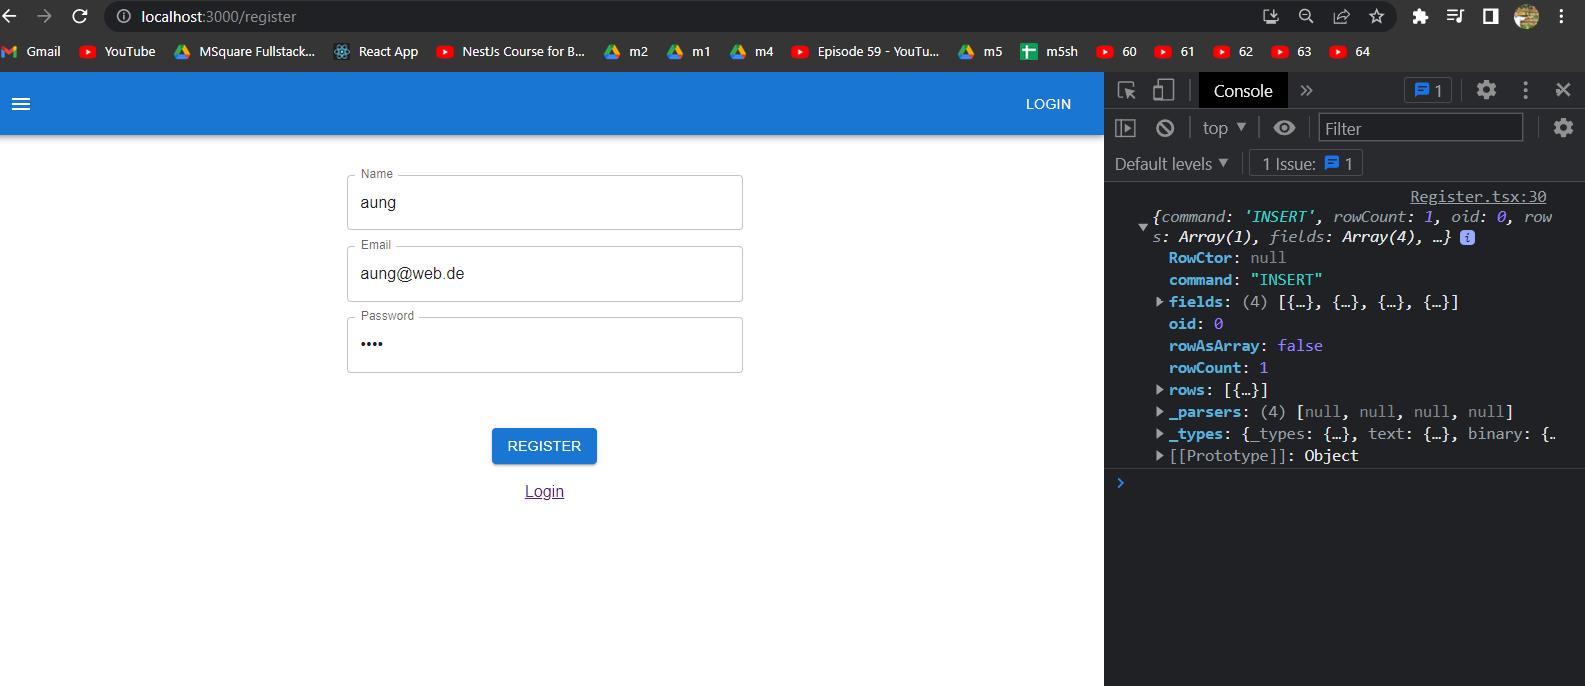 localhost:3000/register
Gmail YouTube MSquare Fullstack... React App NestJs Course for B... m2 m1 m4 Episode 59 - YouTu... m5 m5sh 60 61 62 63 64
LOGIN
Name
aung
Email
aung@web.de
Password
••••
REGISTER
Login
Console » 1
top ▼ Filter
Default levels ▼ 1 Issue: 1
Register.tsx:30
{command: 'INSERT', rowCount: 1, oid: 0, row
s: Array(1), fields: Array(4), …} i
RowCtor: null
command: "INSERT"
fields: (4) [{…}, {…}, {…}, {…}]
oid: 0
rowAsArray: false
rowCount: 1
rows: [{…}]
_parsers: (4) [null, null, null, null]
_types: {_types: {…}, text: {…}, binary: {…
[[Prototype]]: Object